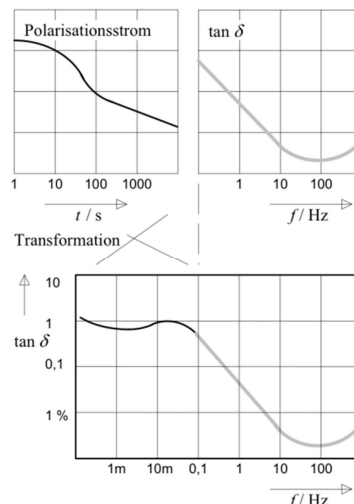 Polarisationsstrom
tan δ
1 10 100 1000
t / s
1 10 100
f / Hz
Transformation
10
1
tan δ
0,1
1 %
1m 10m 0,1 1 10 100
f / Hz